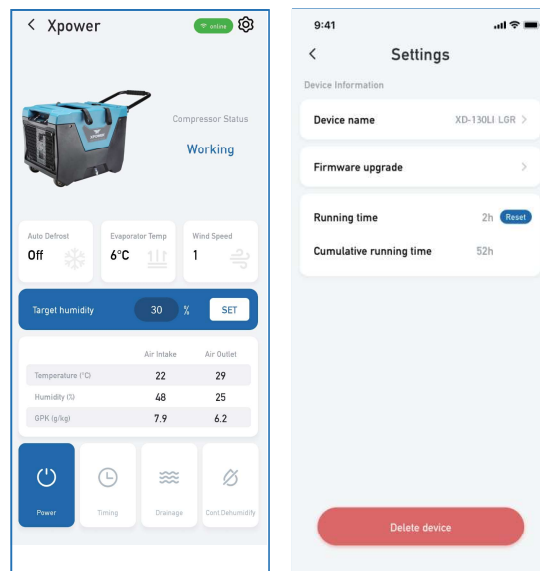 Xpower
online
Compressor Status
Working
Auto Defrost
Off
Evaporator Temp
6°C
Wind Speed
1
Target humidity 30 % SET
Air Intake Air Outlet
Temperature (°C) 22 29
Humidity (%) 48 25
GPK (g/kg) 7.9 6.2
Power Timing Drainage Cont.Dehumidify
9:41
Settings
Device Information
Device name XD-130LI LGR >
Firmware upgrade >
Running time 2h Reset
Cumulative running time 52h
Delete device